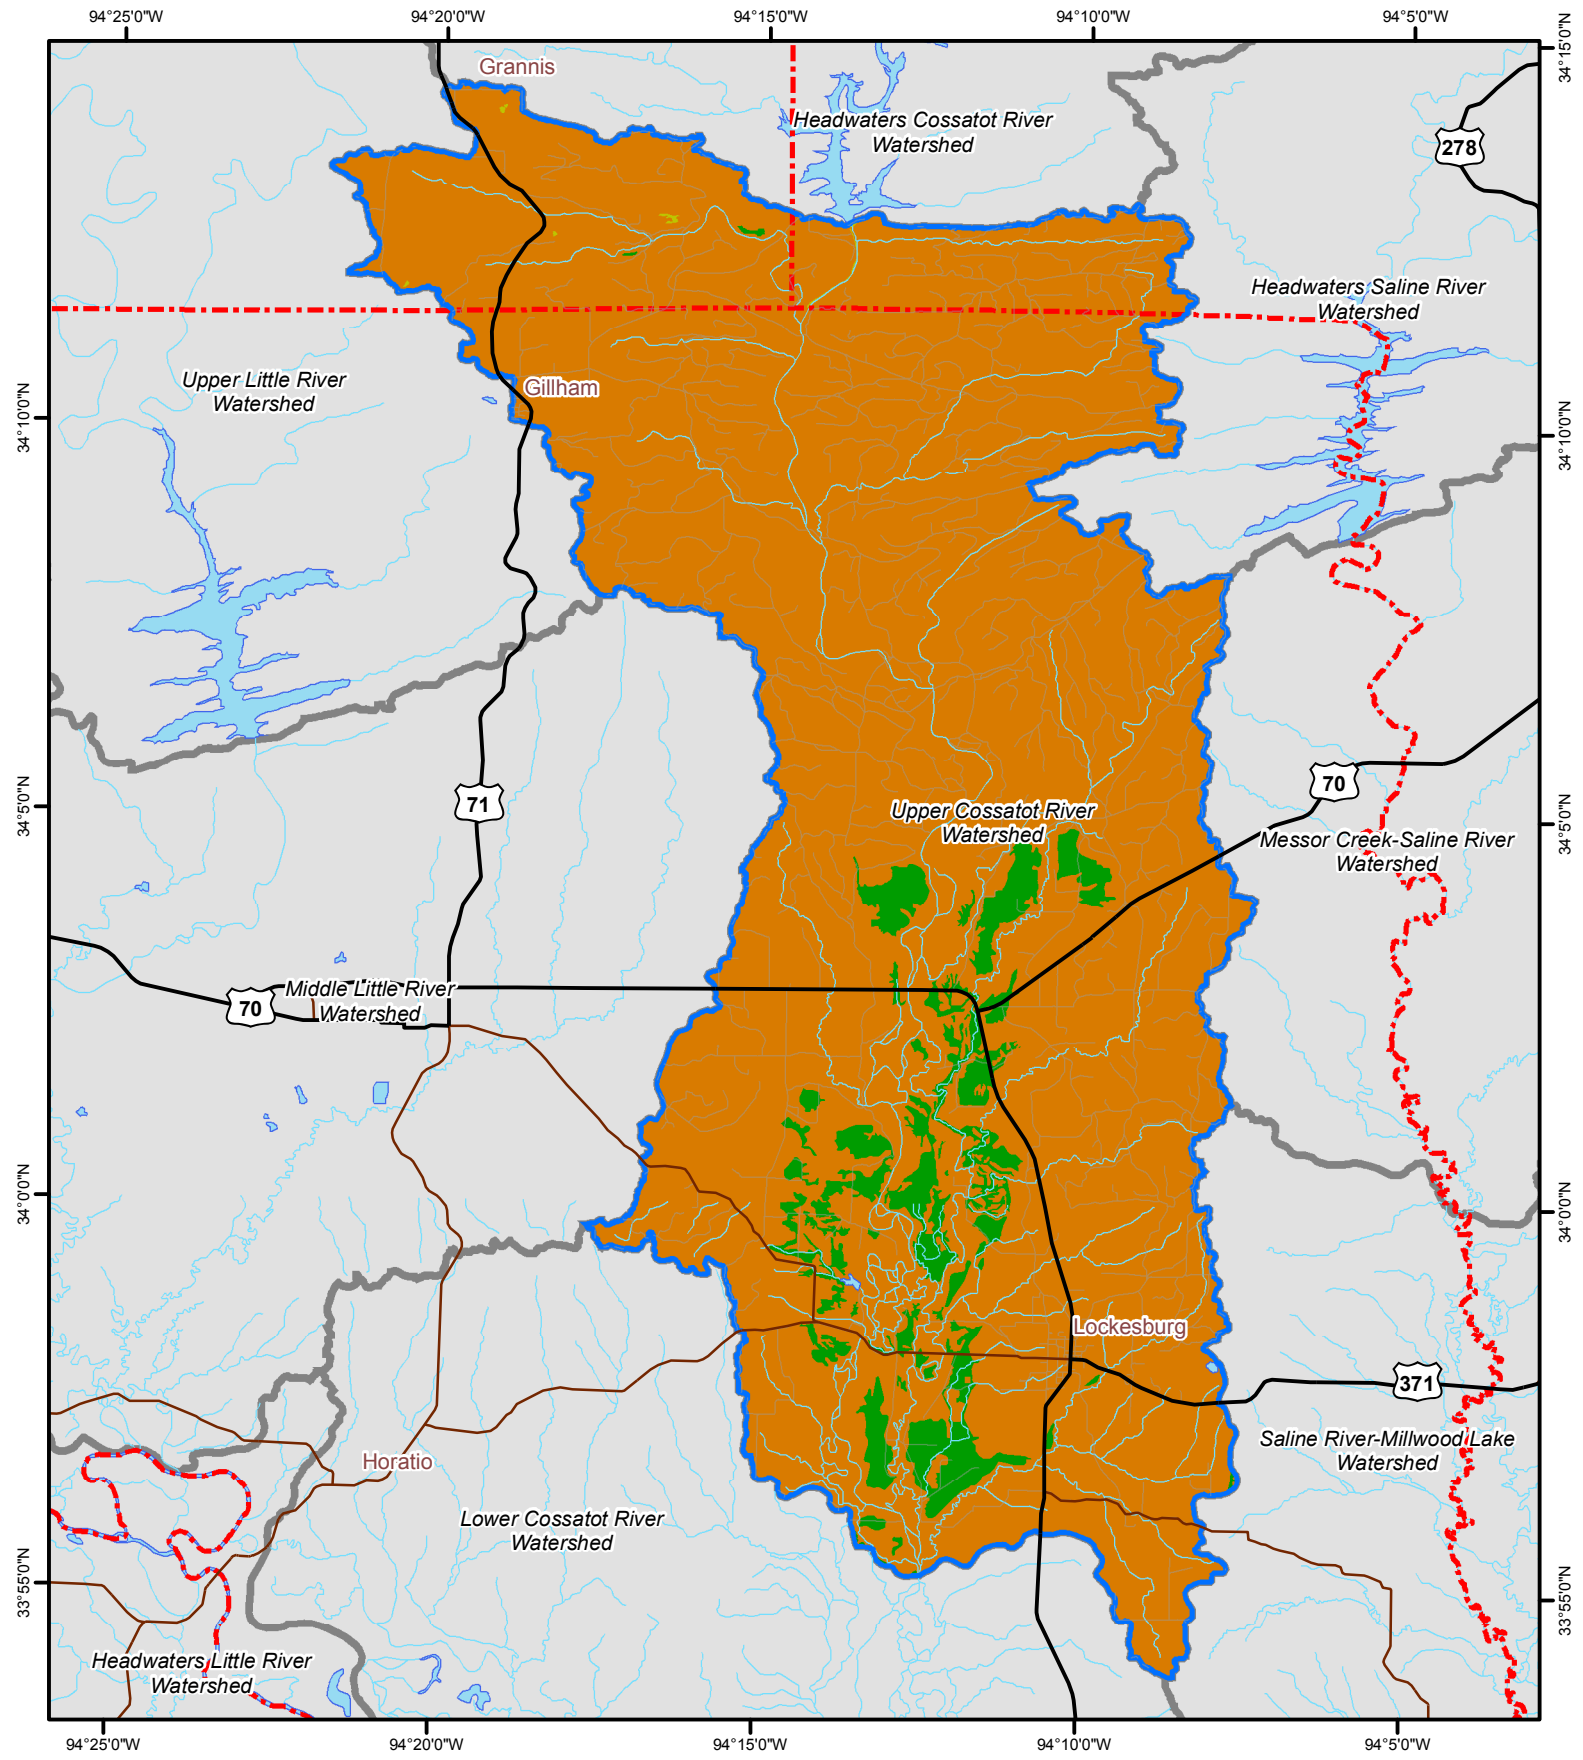 94°25'0"W
94°20'0"W
94°15'0"W
94°10'0"W
94°5'0"W
34°15'0"N
Grannis
Headwaters Cossatot River
Watershed
278
Headwaters Saline River
Watershed
Upper Little River
Watershed
Gillham
34°10'0"N
34°10'0"N
71
70
34°5'0"N
34°5'0"N
Upper Cossatot River
Watershed
Messor Creek-Saline River
Watershed
Middle Little River
Watershed
70
34°0'0"N
34°0'0"N
Lockesburg
371
Horatio
Saline River-Millwood Lake
Watershed
Lower Cossatot River
Watershed
33°55'0"N
33°55'0"N
Headwaters Little River
Watershed
94°25'0"W
94°20'0"W
94°15'0"W
94°10'0"W
94°5'0"W